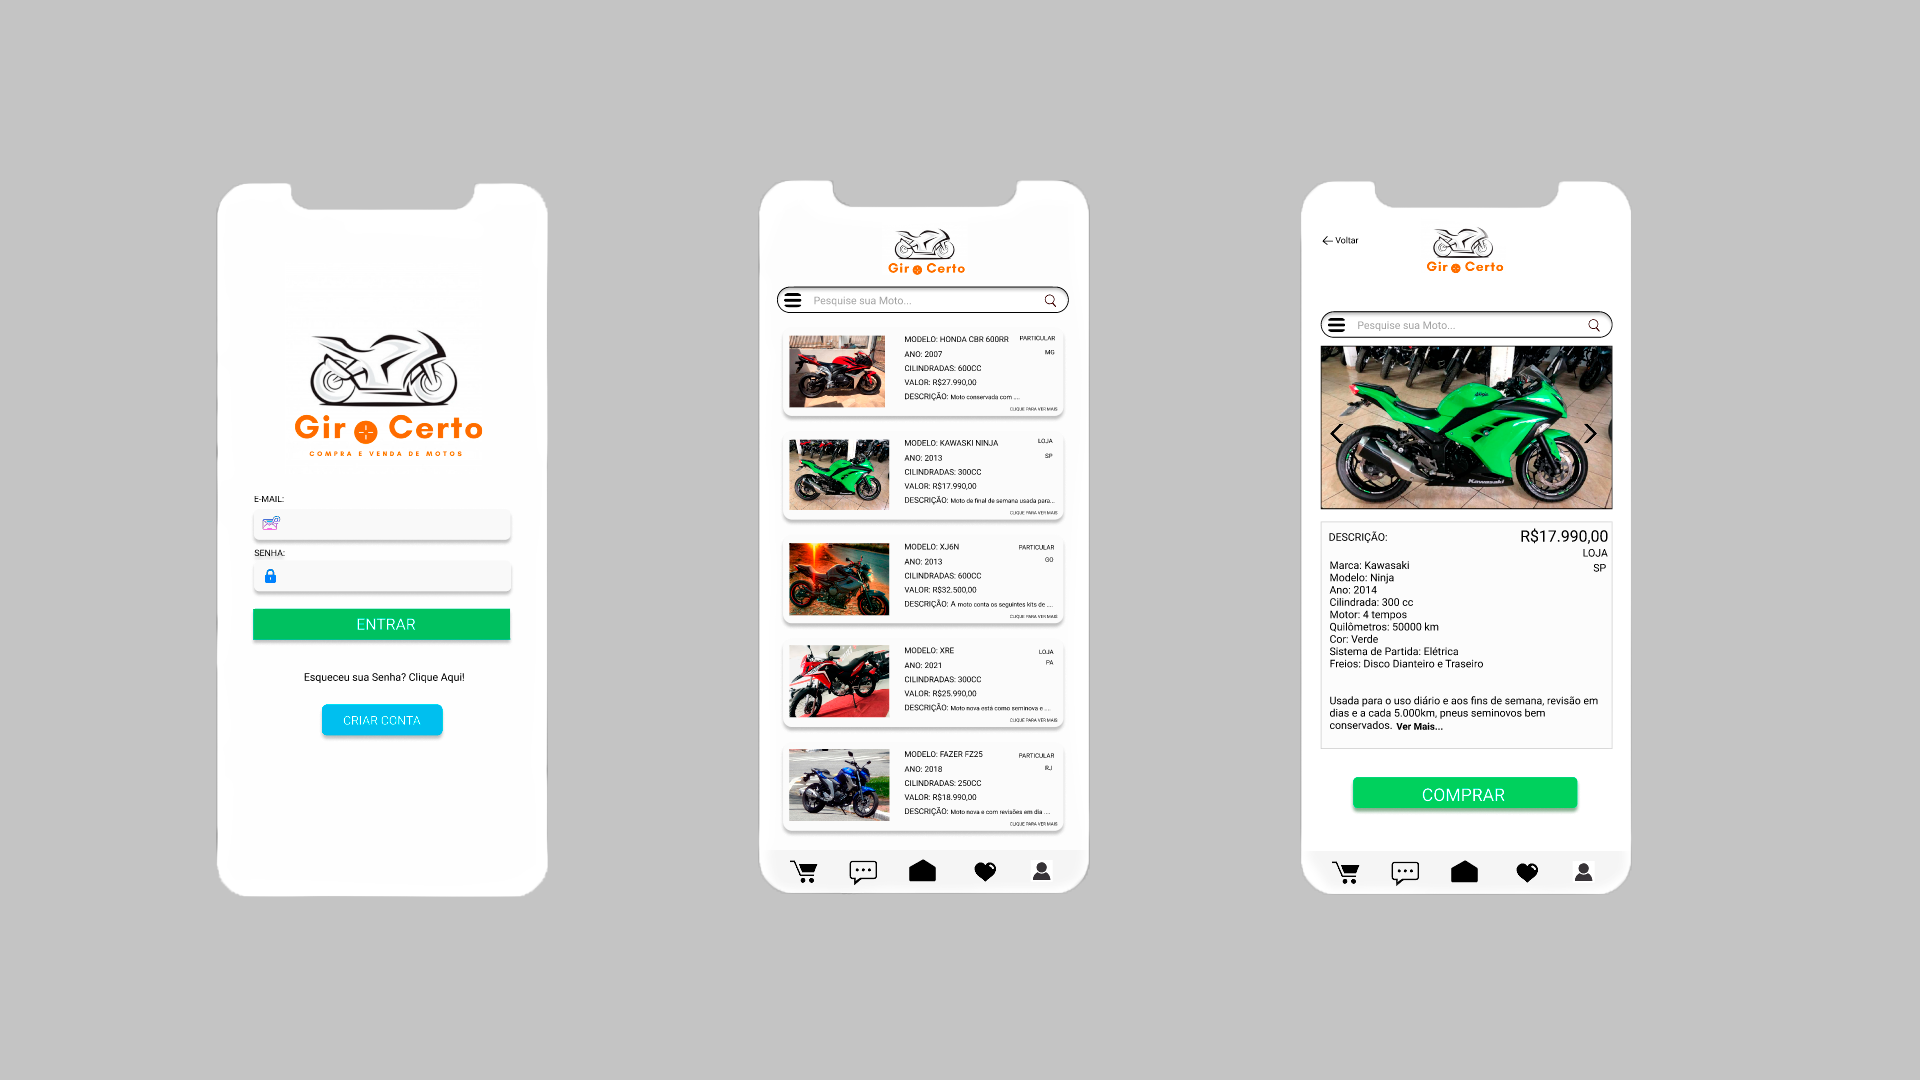 Gir Certo
COMPRA E VENDA DE MOTOS
E-MAIL:
SENHA:
ENTRAR
Esqueceu sua Senha? Clique Aqui!
CRIAR CONTA
Gir Certo
Pesquise sua Moto...
MODELO: HONDA CBR 600RR PARTICULAR
ANO: 2007 MG
CILINDRADAS: 600CC
VALOR: R$27.990,00
DESCRIÇÃO: Moto conservada com ....
CLIQUE PARA VER MAIS
MODELO: KAWASKI NINJA LOJA
ANO: 2013 SP
CILINDRADAS: 300CC
VALOR: R$17.990,00
DESCRIÇÃO: Moto de final de semana usada para...
CLIQUE PARA VER MAIS
MODELO: XJ6N PARTICULAR
ANO: 2013 GO
CILINDRADAS: 600CC
VALOR: R$32.500,00
DESCRIÇÃO: A moto conta os seguintes kits de ....
CLIQUE PARA VER MAIS
MODELO: XRE LOJA
ANO: 2021 PA
CILINDRADAS: 300CC
VALOR: R$25.990,00
DESCRIÇÃO: Moto nova está como seminova e ....
CLIQUE PARA VER MAIS
MODELO: FAZER FZ25 PARTICULAR
ANO: 2018 RJ
CILINDRADAS: 250CC
VALOR: R$18.990,00
DESCRIÇÃO: Moto nova e com revisões em dia ....
CLIQUE PARA VER MAIS
Voltar
Gir Certo
Pesquise sua Moto...
Ninja
Kawasaki
DESCRIÇÃO: R$17.990,00
LOJA
SP
Marca: Kawasaki
Modelo: Ninja
Ano: 2014
Cilindrada: 300 cc
Motor: 4 tempos
Quilômetros: 50000 km
Cor: Verde
Sistema de Partida: Elétrica
Freios: Disco Dianteiro e Traseiro
Usada para o uso diário e aos fins de semana, revisão em
dias e a cada 5.000km, pneus seminovos bem
conservados. Ver Mais...
COMPRAR